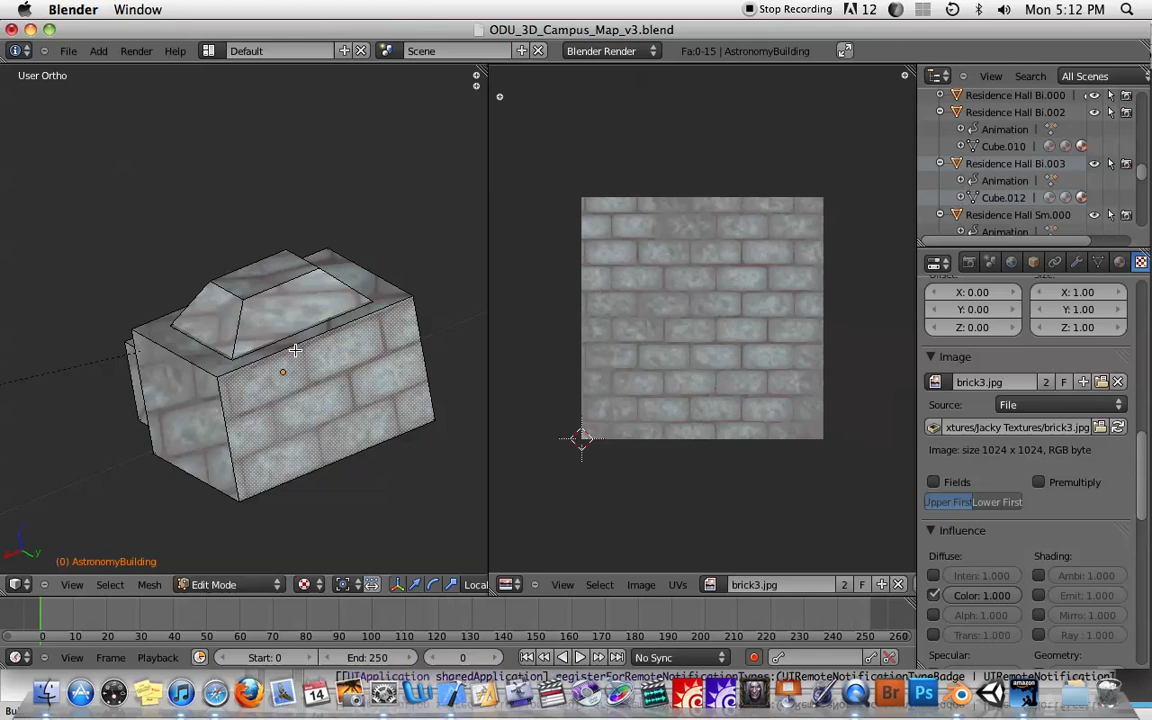 Blender Window Stop Recording 12 Mon 5:12 PM
ODU_3D_Campus_Map_v3.blend
File Add Render Help Default Scene Blender Render Fa:0-15 | AstronomyBuilding
View Search All Scenes
User Ortho
Residence Hall Bi.000
Residence Hall Bi.002
Animation
Cube.010
Residence Hall Bi.003
Animation
Cube.012
Residence Hall Sm.000
Animation
X: 0.00 X: 1.00
Y: 0.00 Y: 1.00
Z: 0.00 Z: 1.00
Image
brick3.jpg 2 F
Source: File
xtures/Jacky Textures/brick3.jpg
Image: size 1024 x 1024, RGB byte
Fields Premultiply
Upper First Lower First
Influence
Diffuse: Shading:
Inten: 1.000 Ambi: 1.000
Color: 1.000 Emit: 1.000
Alph: 1.000 Mirro: 1.000
Trans: 1.000 Ray: 1.000
Specular: Geometry:
(0) AstronomyBuilding
View Select Mesh Edit Mode Local
View Select Image UVs brick3.jpg 2 F
0 10 20 30 40 50 60 70 80 90 100 110 120 130 140 150 160 170 180 190 200 210 220 230 240 250 260
View Frame Playback Start: 0 End: 250 0 No Sync
[[UIApplication sharedApplication] registerForRemoteNotificationTypes:(UIRemoteNotificationTypeBadge | UIRemoteNotification